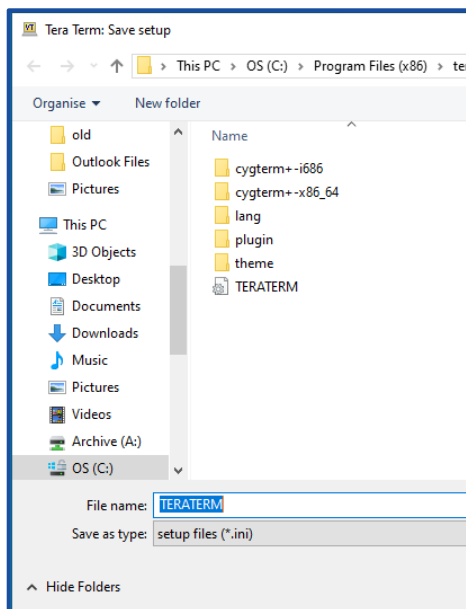 VT Tera Term: Save setup
This PC > OS (C:) > Program Files (x86) > te
Organise New folder
old
Outlook Files
Pictures
This PC
3D Objects
Desktop
Documents
Downloads
Music
Pictures
Videos
Archive (A:)
OS (C:)
Name
cygterm+-i686
cygterm+-x86_64
lang
plugin
theme
TERATERM
File name: TERATERM
Save as type: setup files (*.ini)
Hide Folders